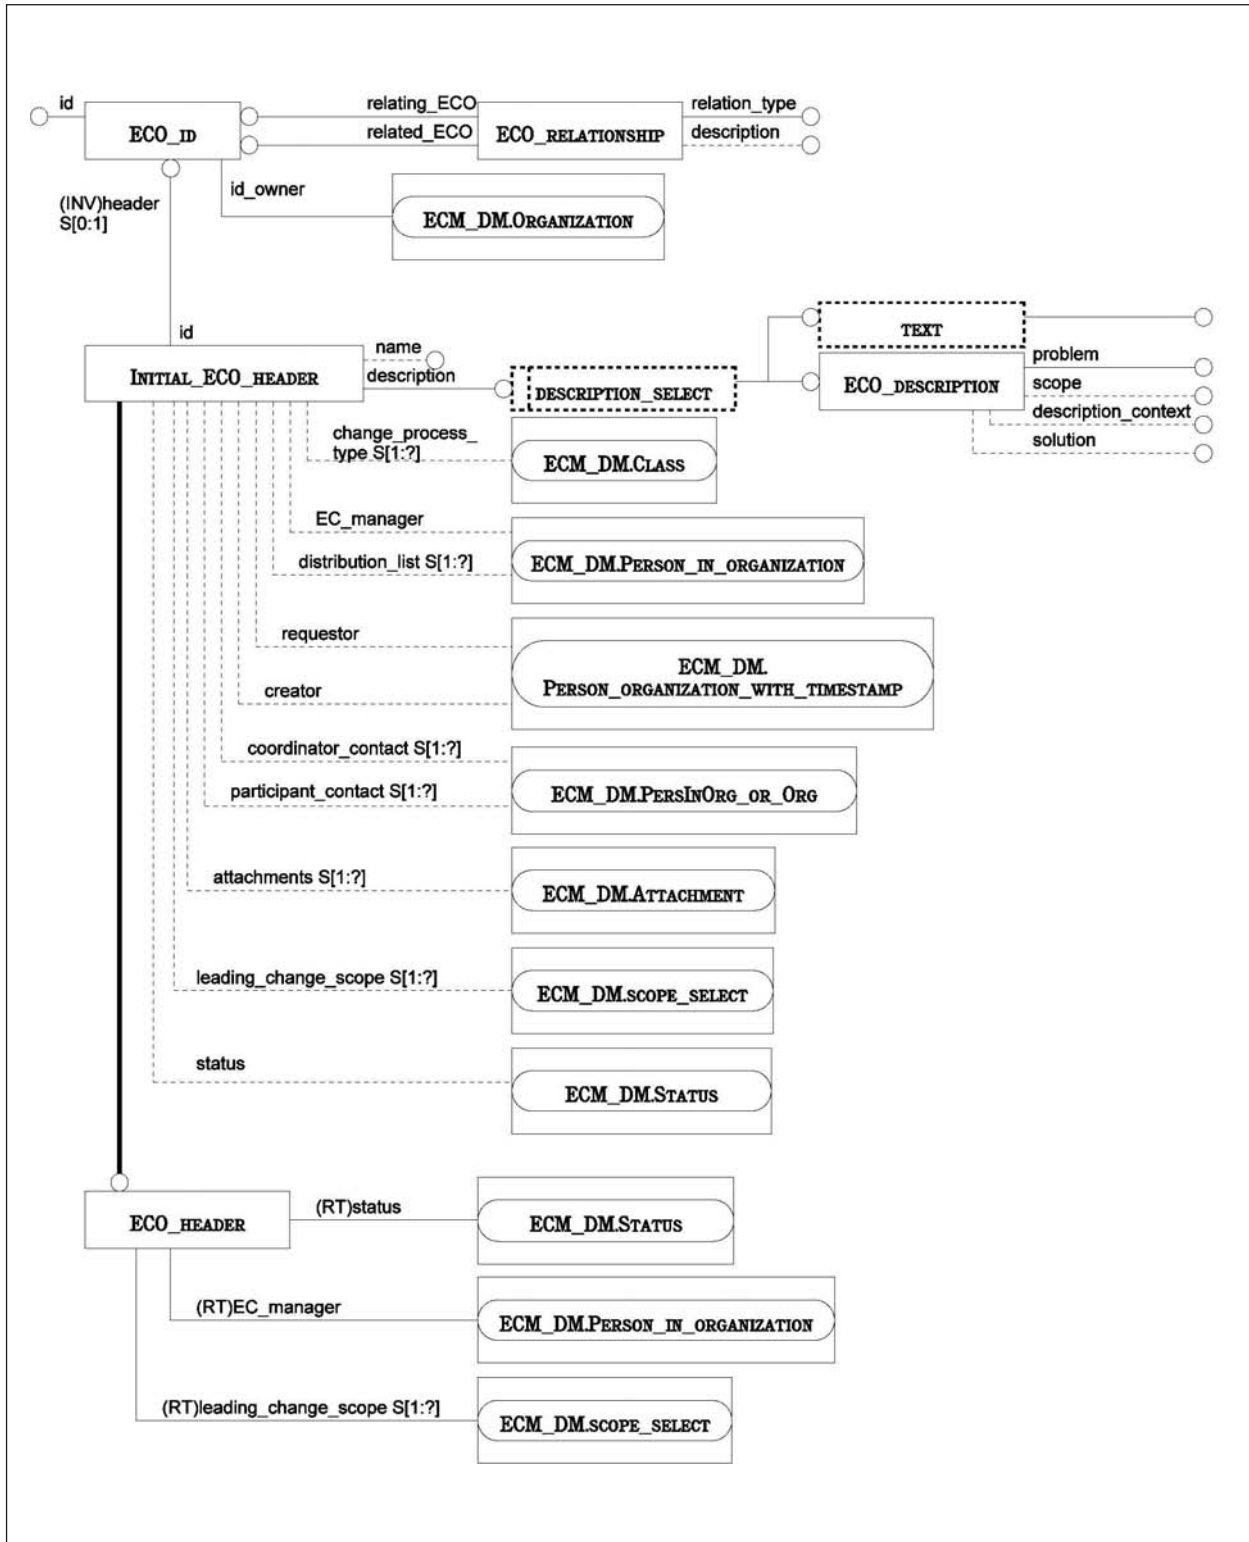 id
relating_ECO
relation_type
ECO_ID
ECO_RELATIONSHIP
related_ECO
description
id_owner
(INV)header
S[0:1]
ECM_DM.ORGANIZATION
id
name
description
INITIAL_ECO_HEADER
DESCRIPTION_SELECT
TEXT
problem
ECO_DESCRIPTION
scope
description_context
solution
change_process_
type S[1:?]
ECM_DM.CLASS
EC_manager
distribution_list S[1:?]
ECM_DM.PERSON_IN_ORGANIZATION
requestor
ECM_DM.
PERSON_ORGANIZATION_WITH_TIMESTAMP
creator
coordinator_contact S[1:?]
participant_contact S[1:?]
ECM_DM.PERSINORG_OR_ORG
attachments S[1:?]
ECM_DM.ATTACHMENT
leading_change_scope S[1:?]
ECM_DM.SCOPE_SELECT
status
ECM_DM.STATUS
ECO_HEADER
(RT)status
ECM_DM.STATUS
(RT)EC_manager
ECM_DM.PERSON_IN_ORGANIZATION
(RT)leading_change_scope S[1:?]
ECM_DM.SCOPE_SELECT